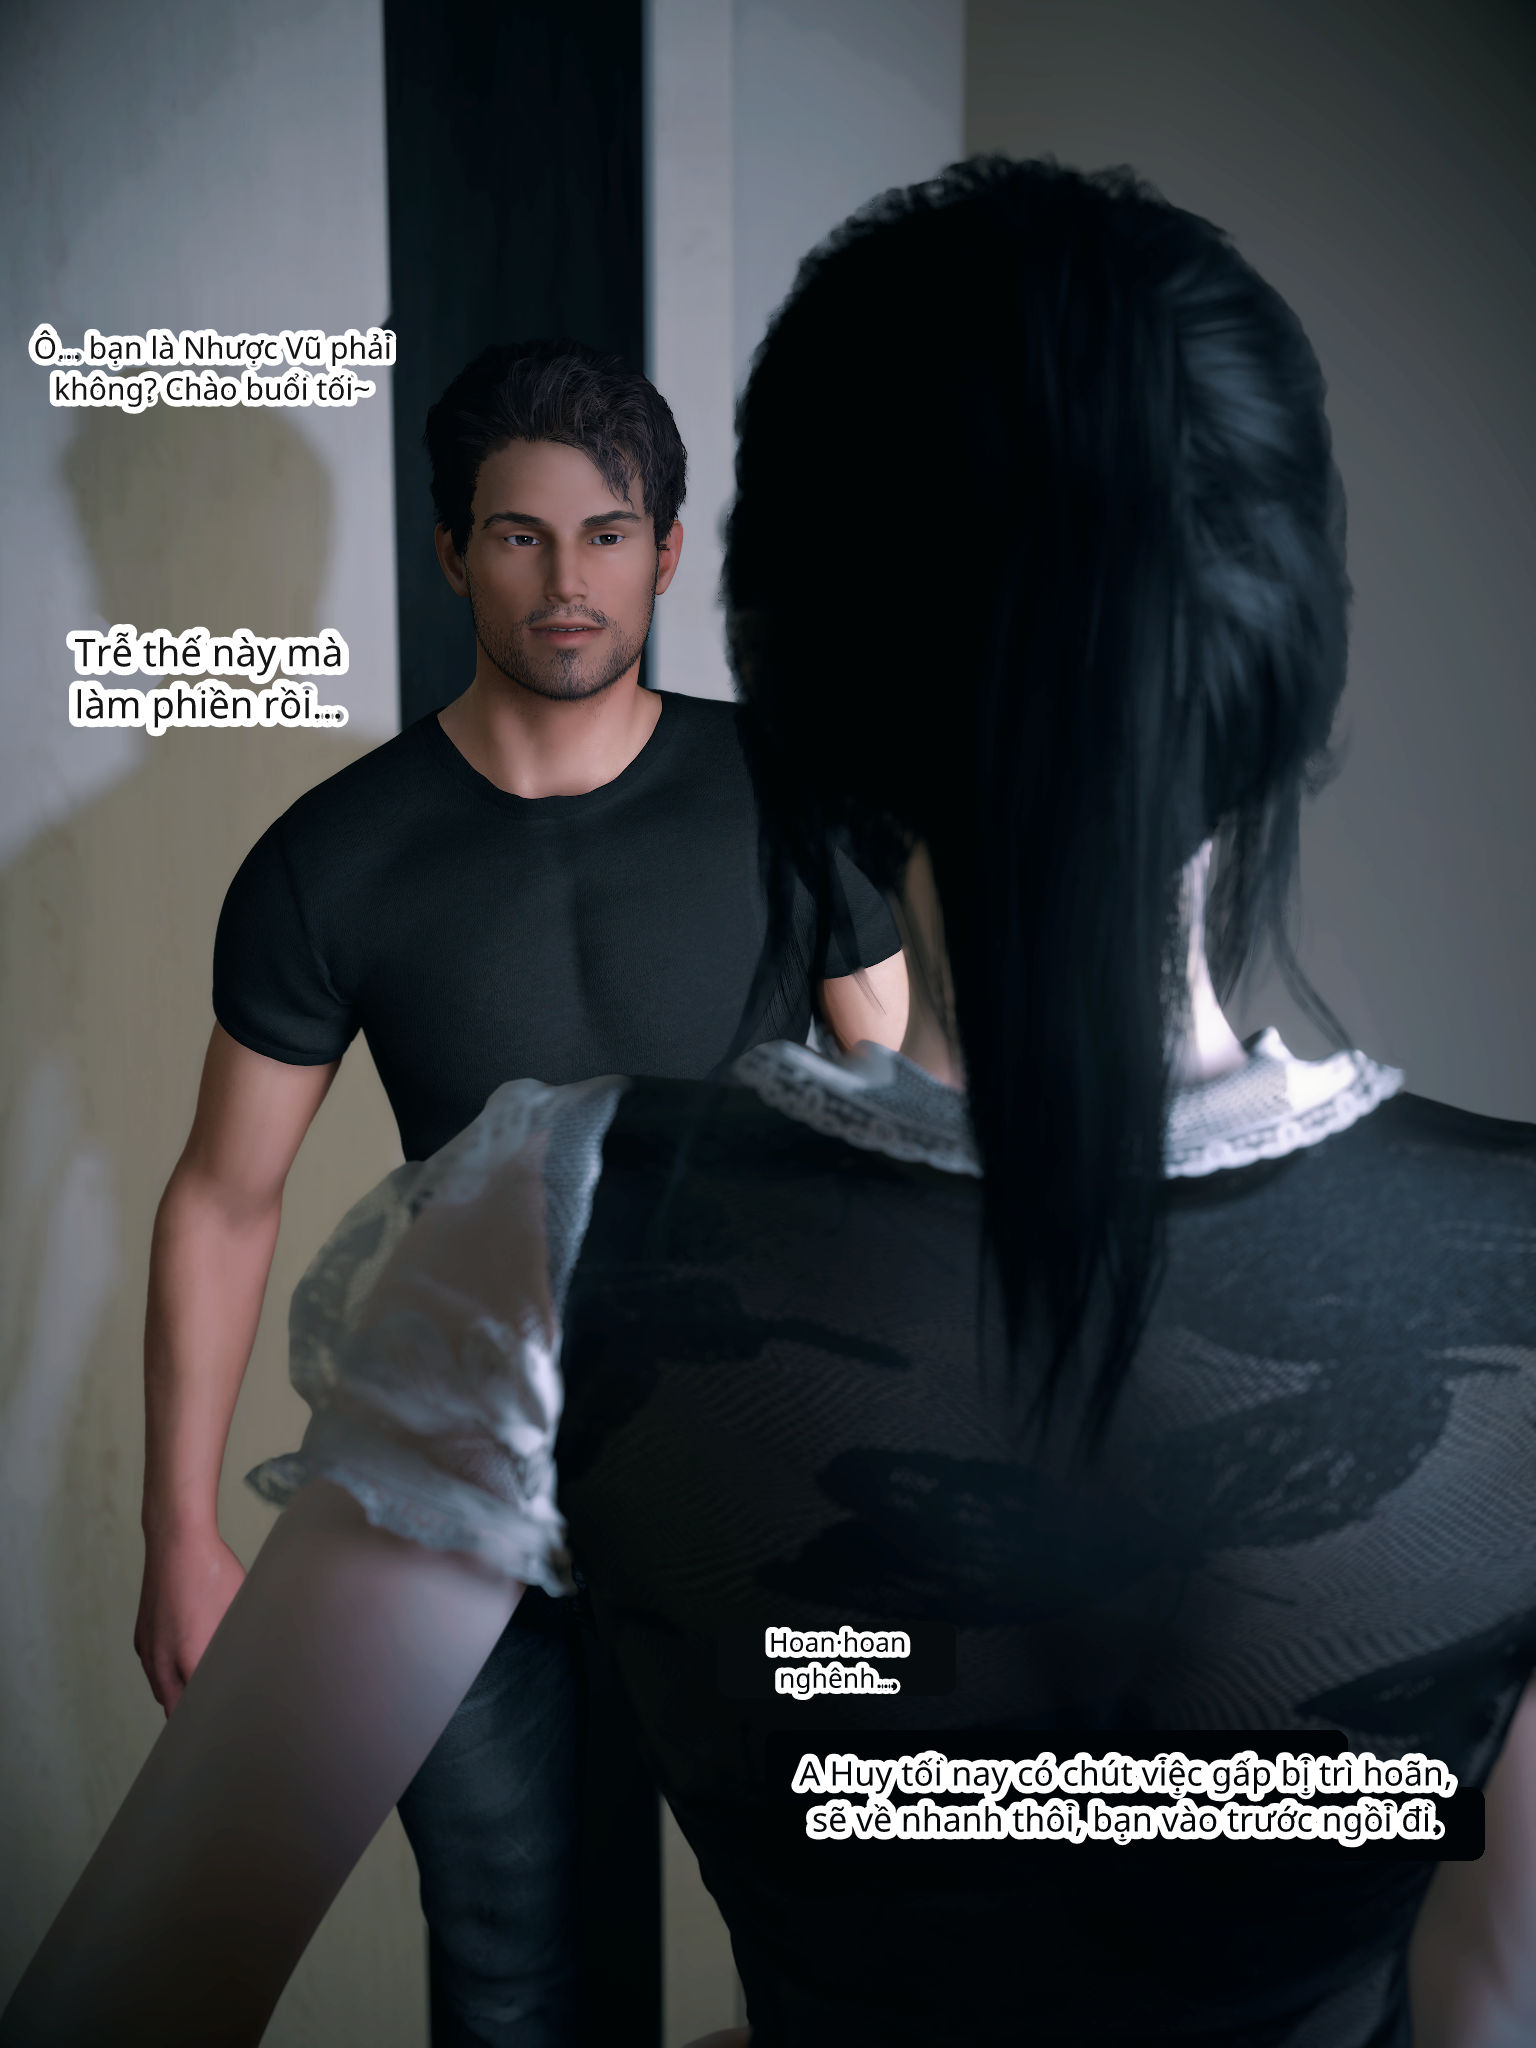 Ô... bạn là Nhược Vũ phải
không? Chào buổi tối~
Trễ thế này mà
làm phiền rồi...
Hoan·hoan
nghênh...
A Huy tối nay có chút việc gấp bị trì hoãn,
sẽ về nhanh thôi, bạn vào trước ngồi đi.